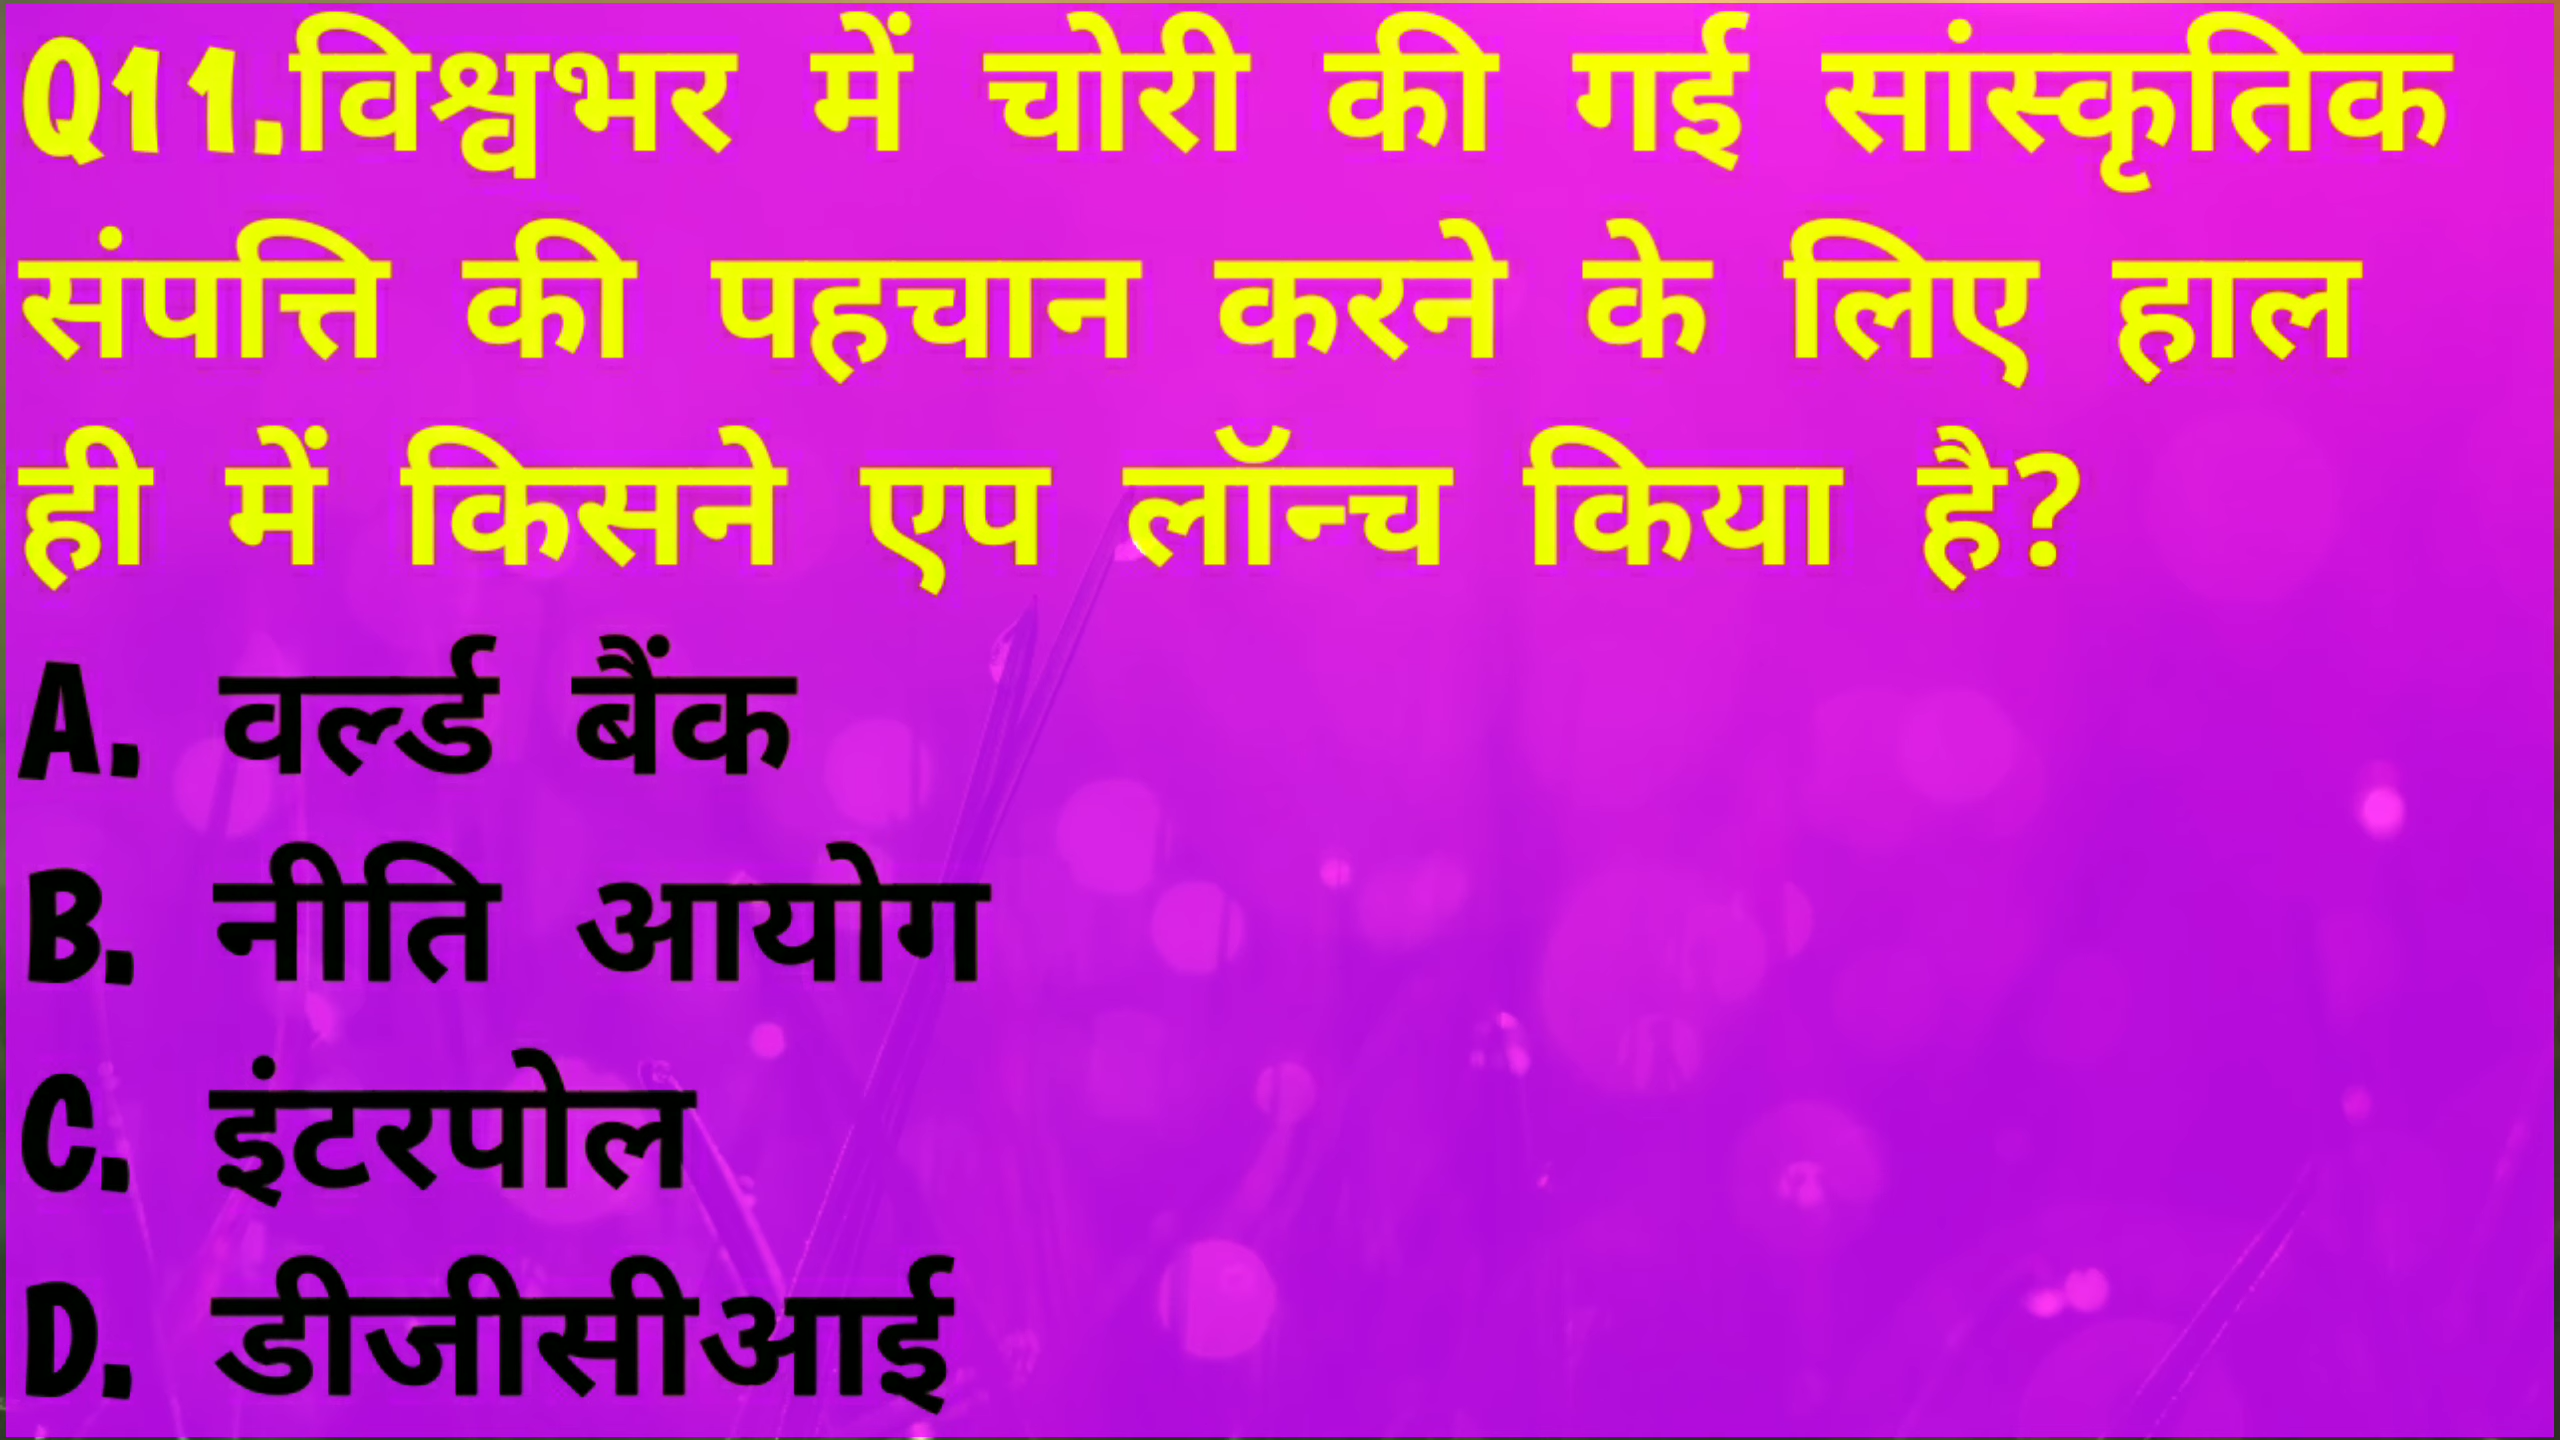 Q11.विश्वभर में चोरी की गई सांस्कृतिक
संपत्ति की पहचान करने के लिए हाल
ही में किसने एप लॉन्च किया है?
A. वर्ल्ड बैंक
B. नीति आयोग
C. इंटरपोल
D. डीजीसीआई